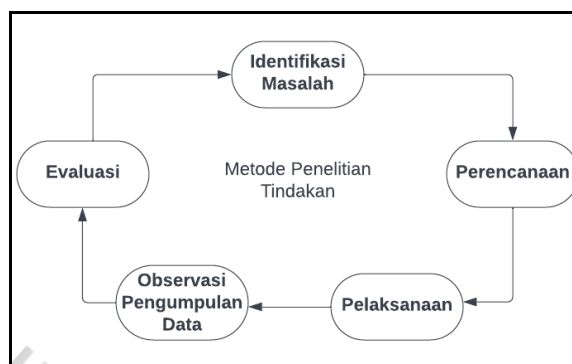 Identifikasi
Masalah
Evaluasi
Metode Penelitian
Tindakan
Perencanaan
Observasi
Pengumpulan
Data
Pelaksanaan